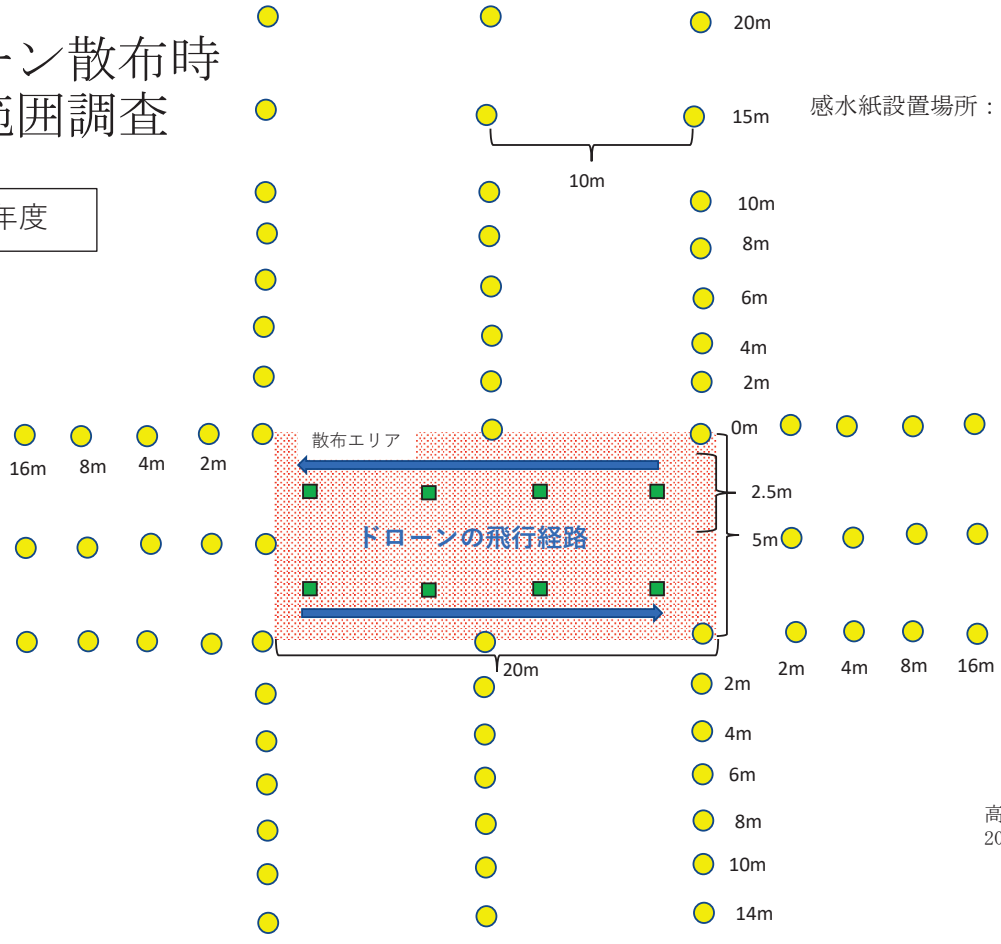 ーン散布時
範囲調査
年度
20m
感水紙設置場所：
15m
10m
10m
8m
6m
4m
2m
0m
散布エリア
16m 8m 4m 2m
2.5m
ドローンの飛行経路
5m
20m
2m 4m 8m 16m
2m
4m
6m
8m
10m
14m
高
20